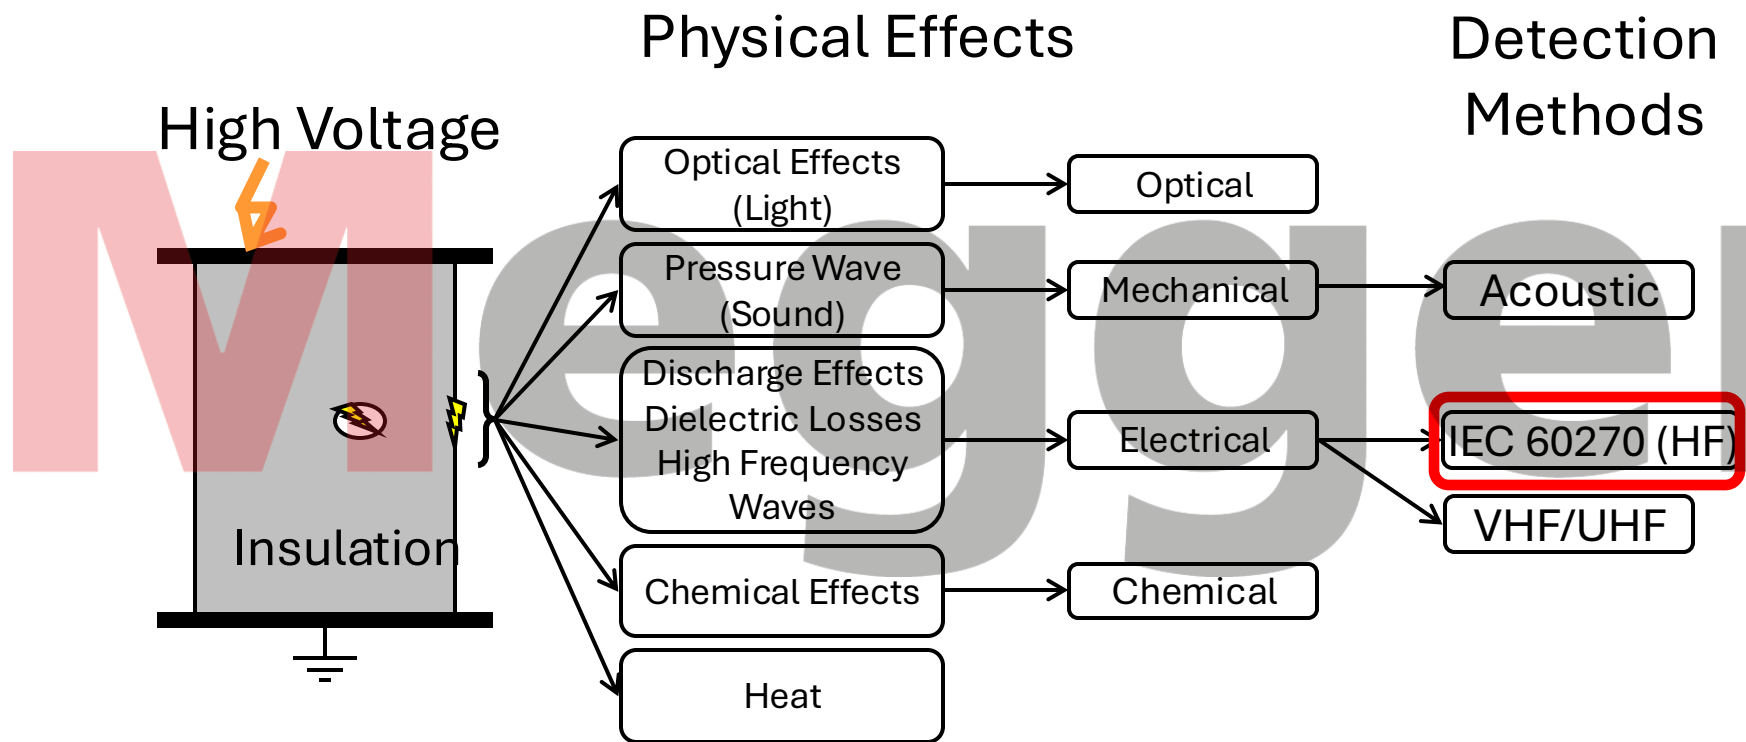 Physical Effects
Detection
Methods
High Voltage
Optical Effects
(Light)
Optical
Pressure Wave
(Sound)
Mechanical
Acoustic
Discharge Effects
Dielectric Losses
High Frequency
Waves
Electrical
IEC 60270 (HF)
VHF/UHF
Insulation
Chemical Effects
Chemical
Heat
Megge